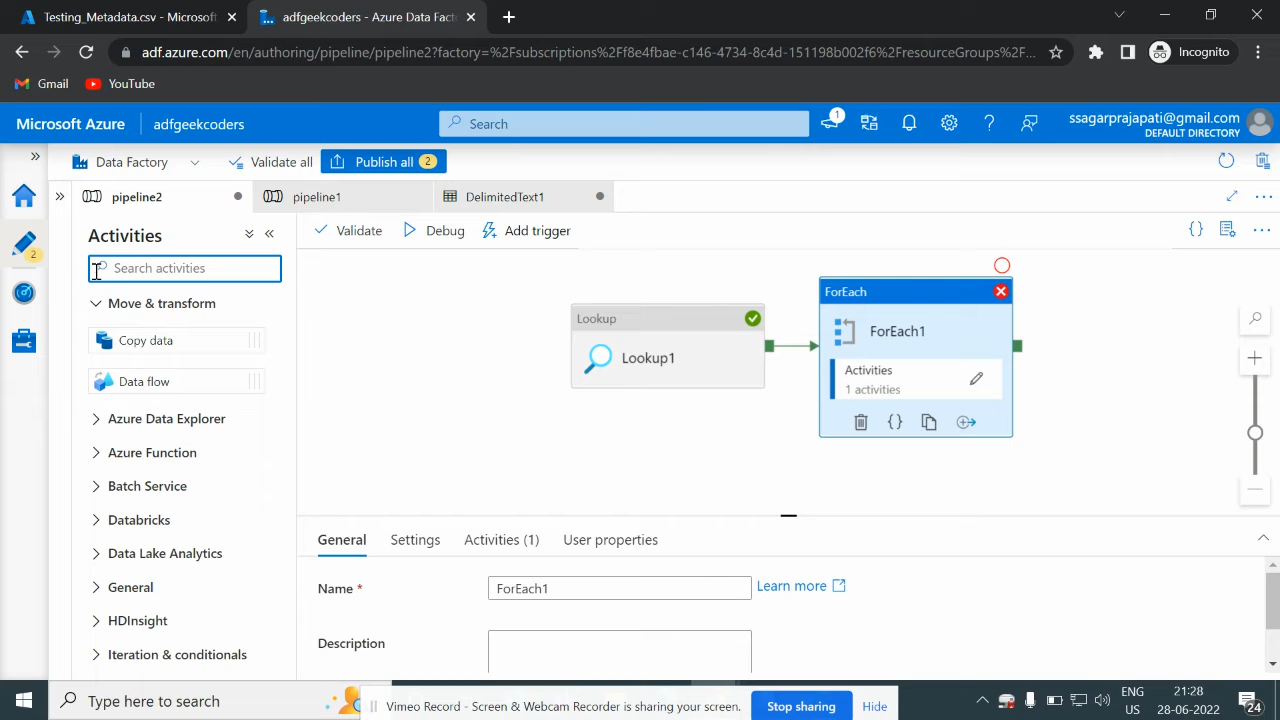 Testing_Metadata.csv - Microsoft
adfgeekcoders - Azure Data Fact
adf.azure.com/en/authoring/pipeline/pipeline2?factory=%2Fsubscriptions%2Ff8e4fbae-c146-4734-8c4d-151198b002f6%2FresourceGroups%2F...
Incognito
Gmail
YouTube
Microsoft Azure
adfgeekcoders
Search
1
ssagarprajapati@gmail.com
DEFAULT DIRECTORY
Data Factory
Validate all
Publish all
2
pipeline2
pipeline1
DelimitedText1
2
Activities
Validate
Debug
Add trigger
Search activities
Move & transform
Copy data
Data flow
Azure Data Explorer
Azure Function
Batch Service
Databricks
Data Lake Analytics
General
HDInsight
Iteration & conditionals
Lookup
Lookup1
ForEach
ForEach1
Activities
1 activities
General
Settings
Activities (1)
User properties
Name *
ForEach1
Learn more
Description
Type here to search
Vimeo Record - Screen & Webcam Recorder is sharing your screen.
Stop sharing
Hide
ENG
US
21:28
28-06-2022
24